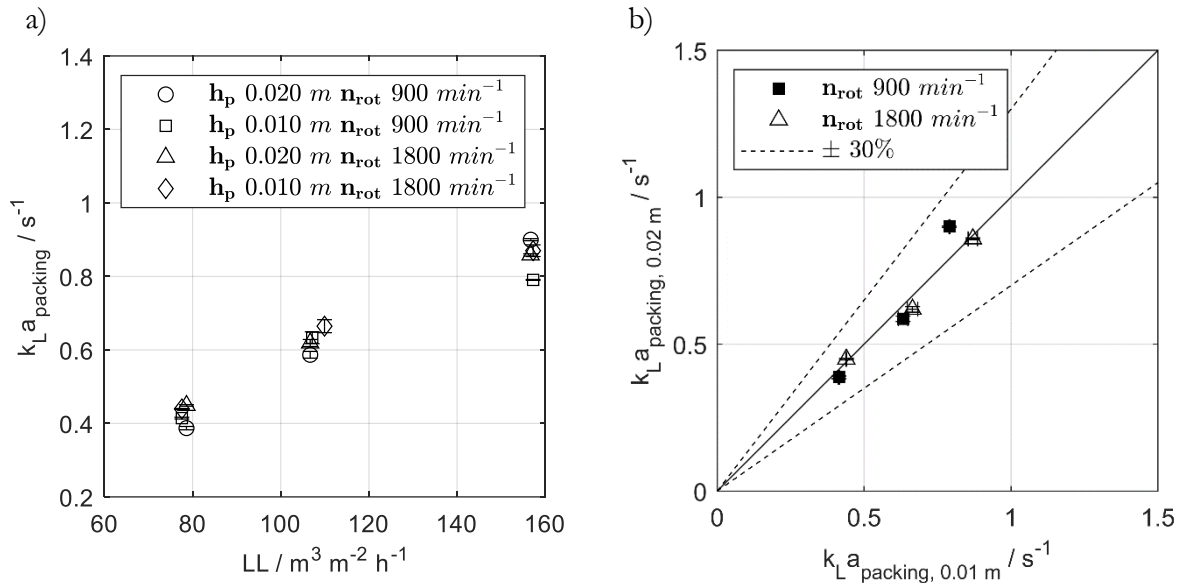 a)
1.4
1.2
1
0.8
0.6
0.4
0.2
k_L a_packing / s^-1
h_p 0.020 m n_rot 900 min^-1
h_p 0.010 m n_rot 900 min^-1
h_p 0.020 m n_rot 1800 min^-1
h_p 0.010 m n_rot 1800 min^-1
60 80 100 120 140 160
LL / m^3 m^-2 h^-1
b)
1.5
1
0.5
0
k_L a_packing, 0.02 m / s^-1
n_rot 900 min^-1
n_rot 1800 min^-1
± 30%
0 0.5 1 1.5
k_L a_packing, 0.01 m / s^-1